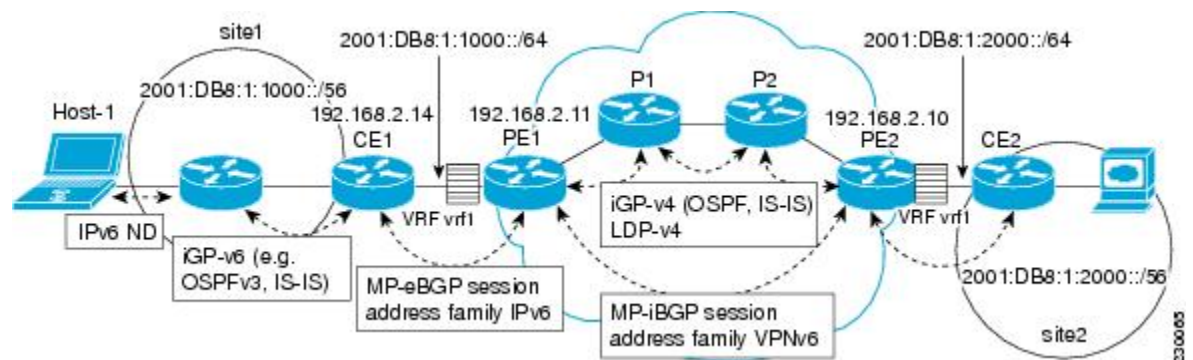 site1
2001:DB8:1:1000::/64
2001:DB8:1:2000::/64
2001:DB8:1:1000::/56
P1
P2
Host-1
192.168.2.14
192.168.2.11
192.168.2.10
CE1
PE1
PE2
CE2
VRF vrf1
iGP-v4 (OSPF, IS-IS)
LDP-v4
VRF vrf1
IPv6 ND
iGP-v6 (e.g.
OSPFv3, IS-IS)
2001:DB8:1:2000::/56
MP-eBGP session
address family IPv6
MP-iBGP session
address family VPNv6
site2
230065